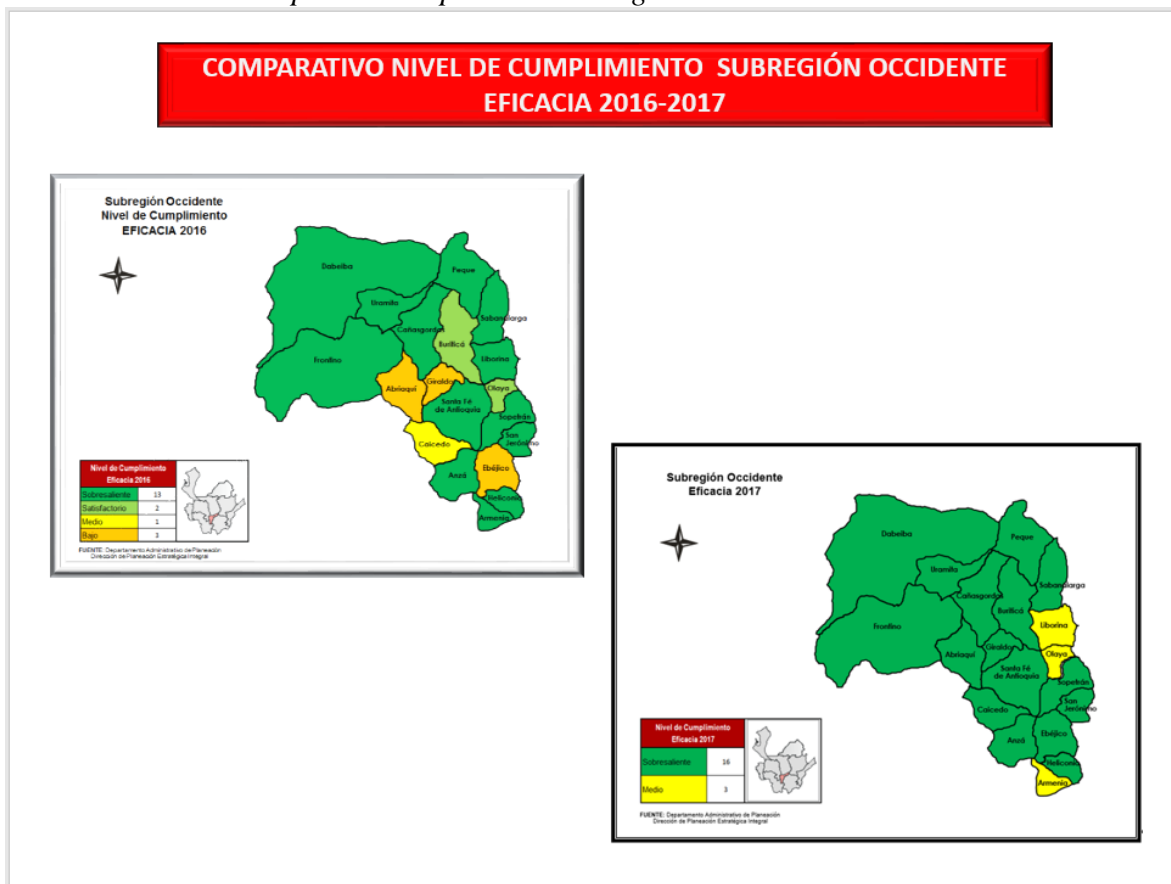 COMPARATIVO NIVEL DE CUMPLIMIENTO SUBREGIÓN OCCIDENTE
EFICACIA 2016-2017
Subregión Occidente
Nivel de Cumplimiento
EFICACIA 2016
Dabeiba
Peque
Uramita
Sabanalarga
Cañasgordas
Buriticá
Frontino
Liborina
Abriaquí
Giraldo
Olaya
Santa Fé
de Antioquia
Sopetrán
San
Jerónimo
Caicedo
Ebéjico
Anzá
Heliconia
Armenia
Nivel de Cumplimiento
Eficacia 2016
Sobresaliente 13
Satisfactorio 2
Medio 1
Bajo 3
FUENTE: Departamento Administrativo de Planeación
Dirección de Planeación Estratégica Integral
Subregión Occidente
Eficacia 2017
Dabeiba
Peque
Uramita
Sabanalarga
Cañasgordas
Buriticá
Frontino
Liborina
Abriaquí
Giraldo
Olaya
Santa Fé
de Antioquia
Sopetrán
San
Jerónimo
Caicedo
Anzá
Ebéjico
Heliconia
Armenia
Nivel de Cumplimiento
Eficacia 2017
Sobresaliente 16
Medio 3
FUENTE: Departamento Administrativo de Planeación
Dirección de Planeación Estratégica Integral